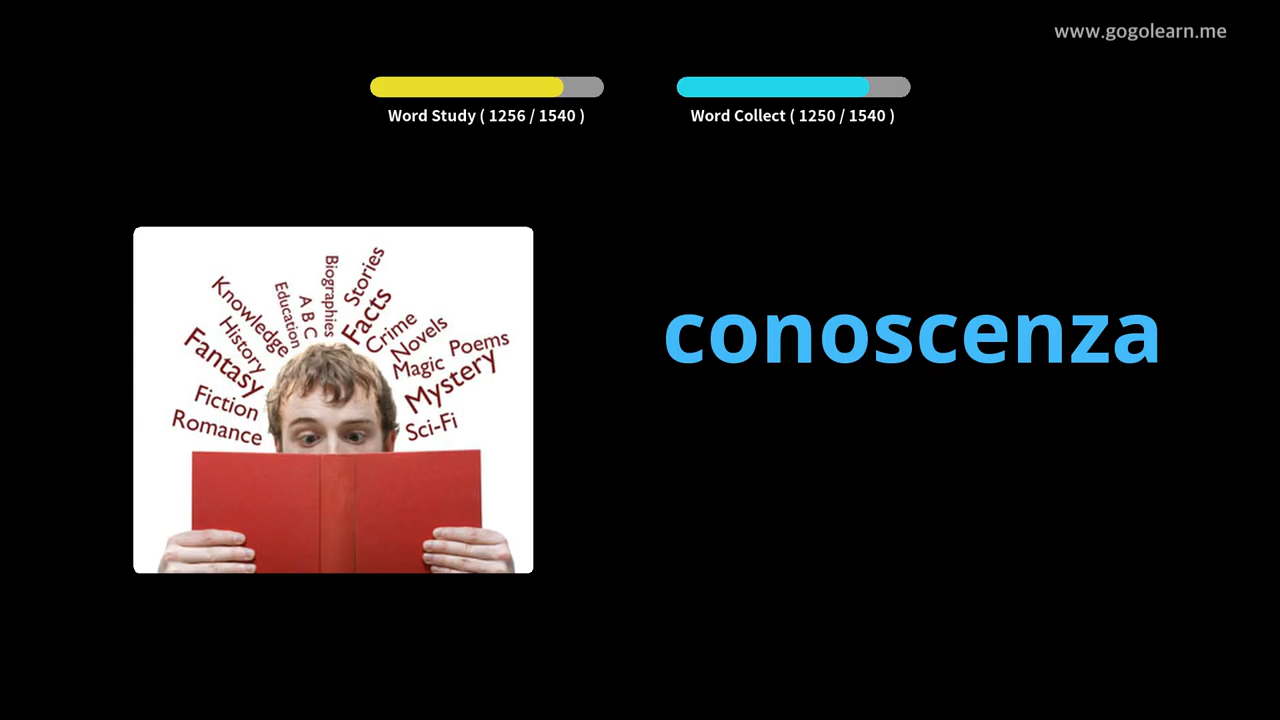 www.gogolearn.me
Word Study ( 1256 / 1540 )
Word Collect ( 1250 / 1540 )
Romance
Fiction
Fantasy
History
Knowledge
Education
A B C
Biographies
Stories
Facts
Crime
Novels
Magic
Poems
Mystery
Sci-Fi
conoscenza